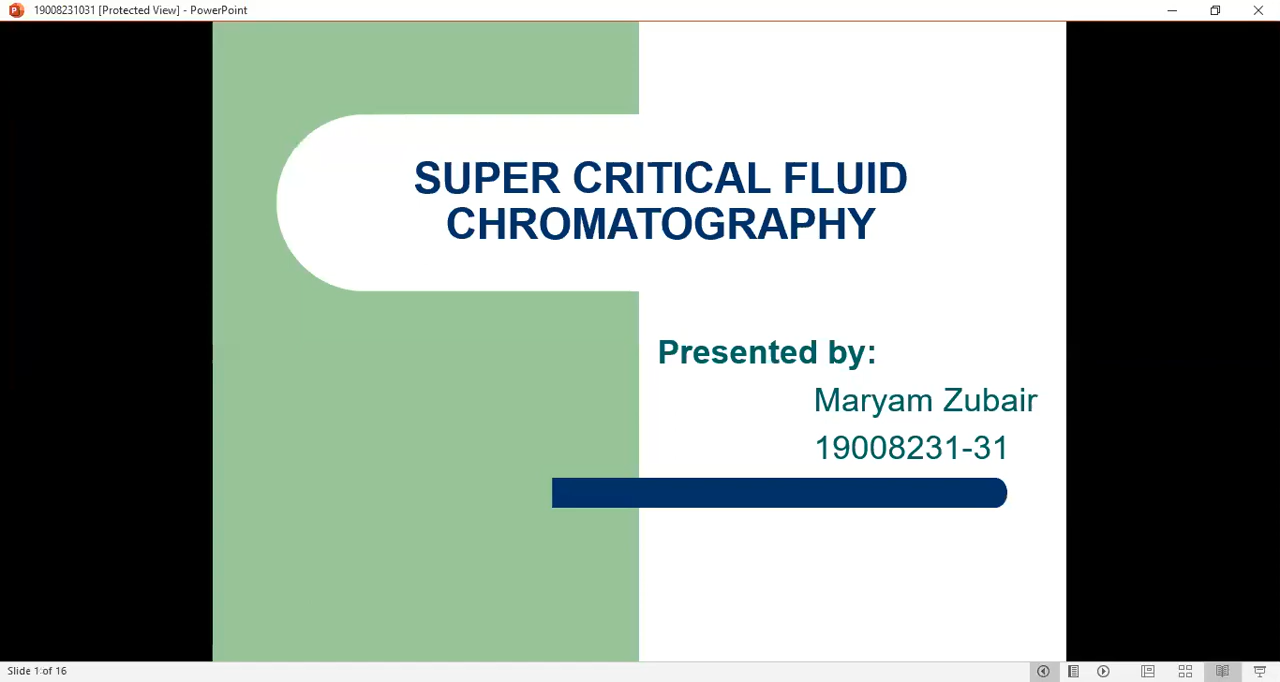 19008231031 [Protected View] - PowerPoint
SUPER CRITICAL FLUID
CHROMATOGRAPHY
Presented by:
Maryam Zubair
19008231-31
Slide 1 of 16